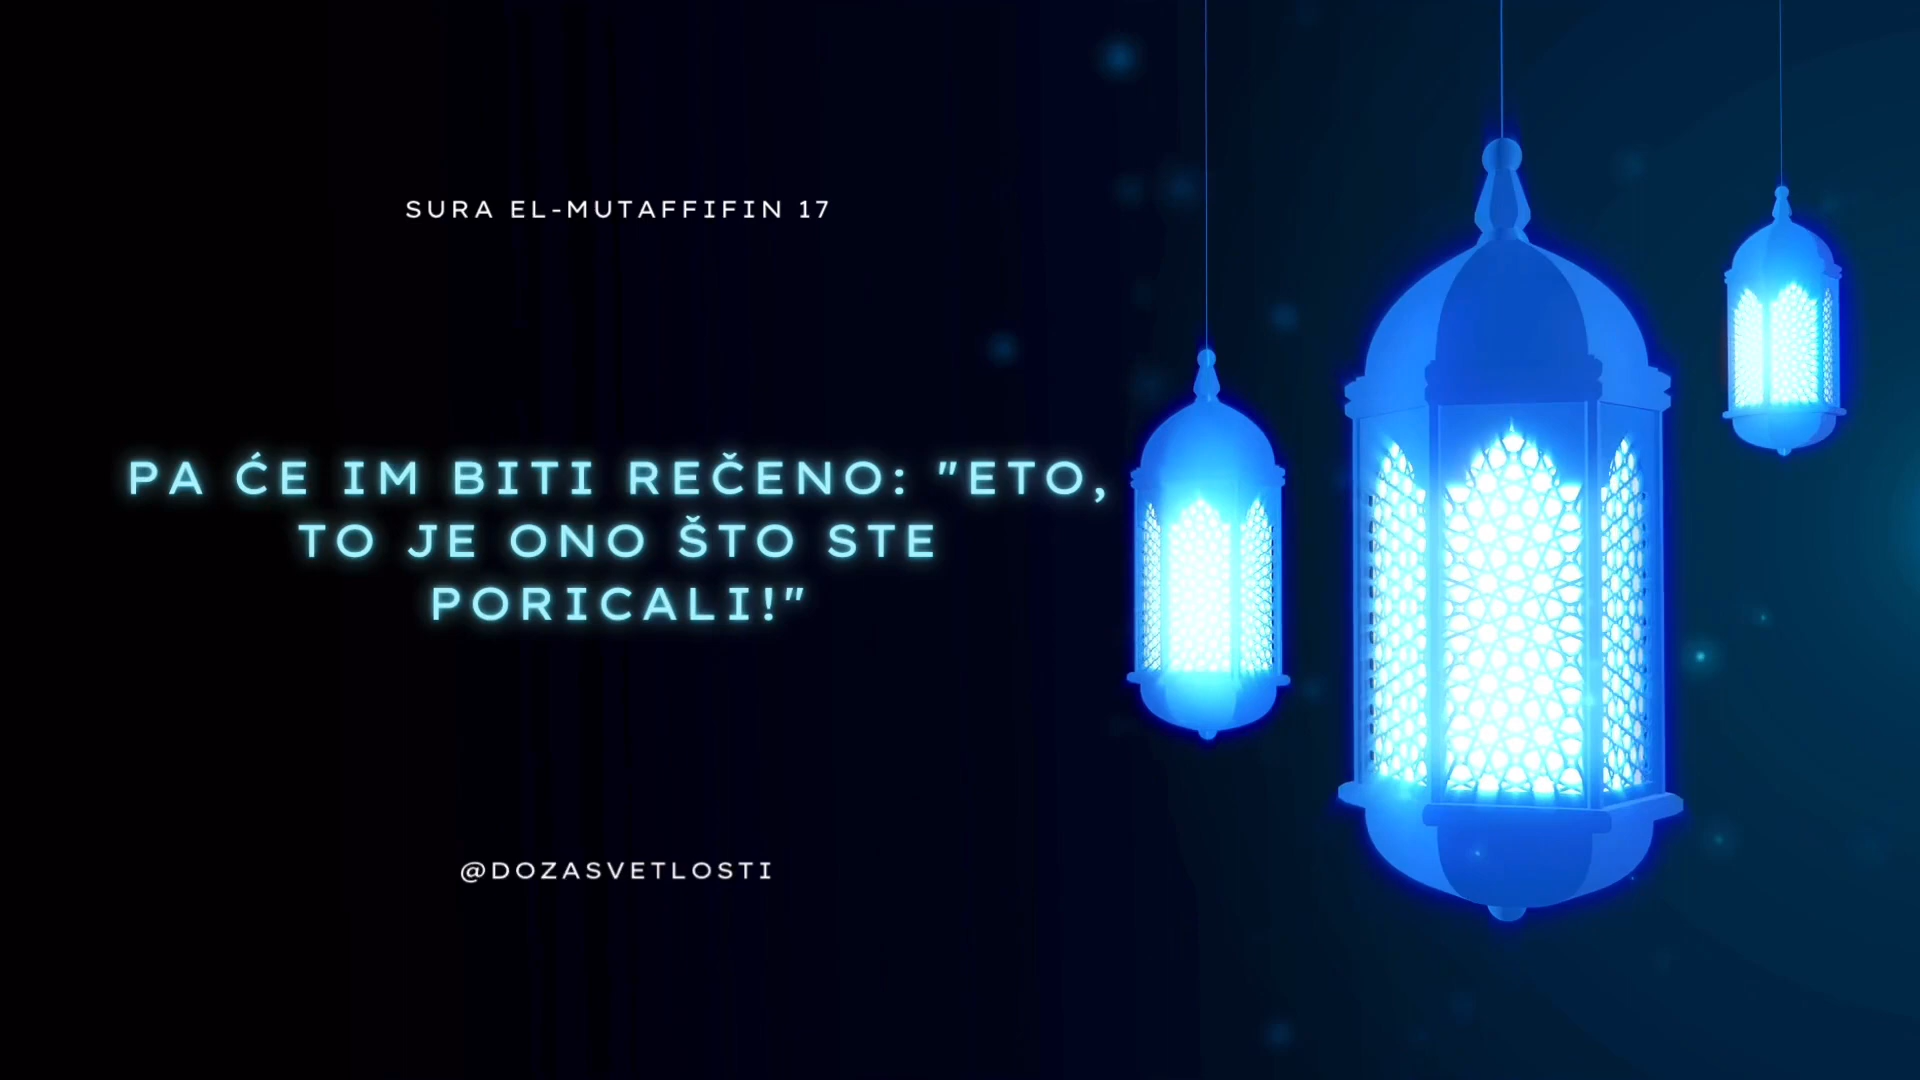 SURA EL-MUTAFFIFIN 17
PA ĆE IM BITI REČENO: "ETO,
TO JE ONO ŠTO STE
PORICALI!"
@DOZASVETLOSTI